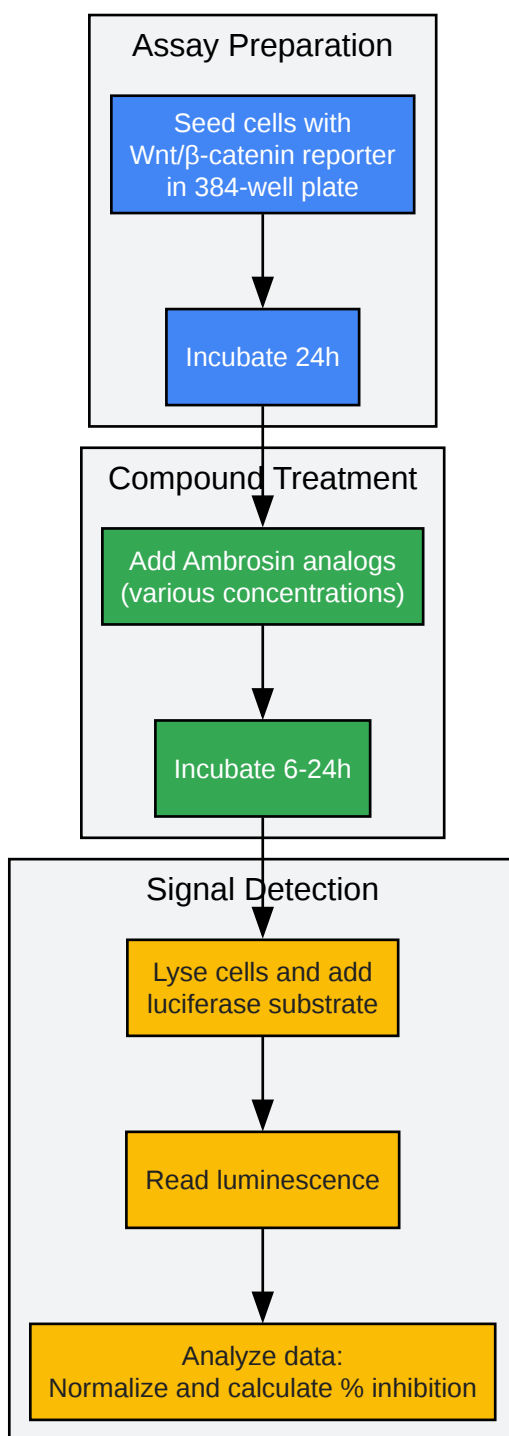 Assay Preparation
Seed cells with
Wnt/β-catenin reporter
in 384-well plate
Incubate 24h
Compound Treatment
Add Ambrosin analogs
(various concentrations)
Incubate 6-24h
Signal Detection
Lyse cells and add
luciferase substrate
Read luminescence
Analyze data:
Normalize and calculate % inhibition